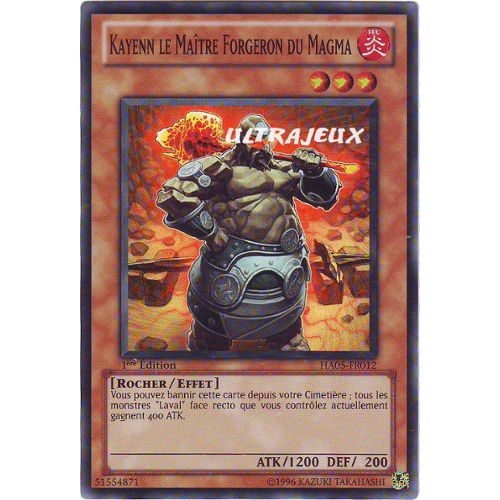 Kayenn le Maître Forgeron du Magma
FEU
炎
ULTRAJEUX
1ère Edition
HA05-FR012
[Rocher/Effet]
Vous pouvez bannir cette carte depuis votre Cimetière ; tous les
monstres "Laval" face recto que vous contrôlez actuellement
gagnent 400 ATK.
ATK/1200 DEF/ 200
51554871
©1996 KAZUKI TAKAHASHI